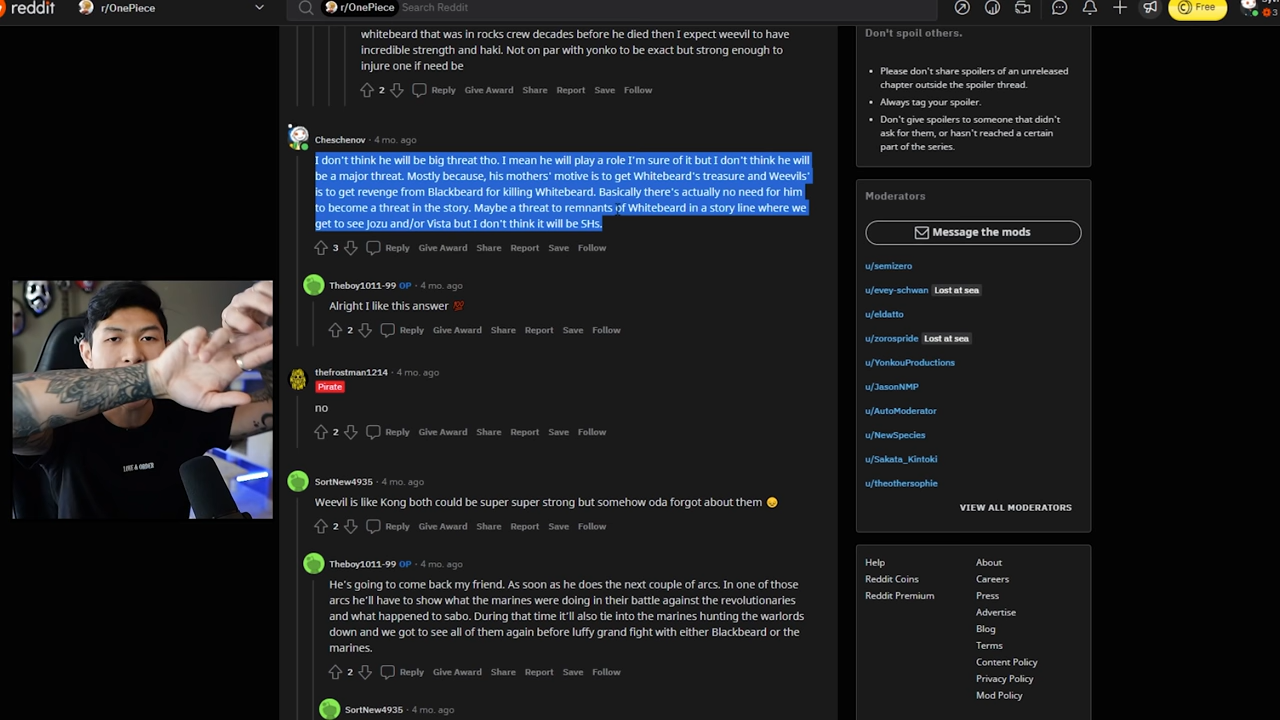 reddit
r/OnePiece
r/OnePiece Search Reddit
Free
whitebeard that was in rocks crew decades before he died then I expect weevil to have
incredible strength and haki. Not on par with yonko to be exact but strong enough to
injure one if need be
2 Reply Give Award Share Report Save Follow
Cheschenov · 4 mo. ago
I don't think he will be big threat tho. I mean he will play a role I'm sure of it but I don't think he will
be a major threat. Mostly because, his mothers' motive is to get Whitebeard's treasure and Weevils'
is to get revenge from Blackbeard for killing Whitebeard. Basically there's actually no need for him
to become a threat in the story. Maybe a threat to remnants of Whitebeard in a story line where we
get to see Jozu and/or Vista but I don't think it will be SHs.
3 Reply Give Award Share Report Save Follow
Theboy1011-99 OP · 4 mo. ago
Alright I like this answer 💯
2 Reply Give Award Share Report Save Follow
thefrostman1214 · 4 mo. ago
Pirate
no
2 Reply Give Award Share Report Save Follow
SortNew4935 · 4 mo. ago
Weevil is like Kong both could be super super strong but somehow oda forgot about them
2 Reply Give Award Share Report Save Follow
Theboy1011-99 OP · 4 mo. ago
He's going to come back my friend. As soon as he does the next couple of arcs. In one of those
arcs he'll have to show what the marines were doing in their battle against the revolutionaries
and what happened to sabo. During that time it'll also tie into the marines hunting the warlords
down and we got to see all of them again before luffy grand fight with either Blackbeard or the
marines.
2 Reply Give Award Share Report Save Follow
SortNew4935 · 4 mo. ago
Don't spoil others.
• Please don't share spoilers of an unreleased
chapter outside the spoiler thread.
• Always tag your spoiler.
• Don't give spoilers to someone that didn't
ask for them, or hasn't reached a certain
part of the series.
Moderators
Message the mods
u/semizero
u/evey-schwan Lost at sea
u/eldatto
u/zorospride Lost at sea
u/YonkouProductions
u/JasonNMP
u/AutoModerator
u/NewSpecies
u/Sakata_Kintoki
u/theothersophie
VIEW ALL MODERATORS
Help
Reddit Coins
Reddit Premium
About
Careers
Press
Advertise
Blog
Terms
Content Policy
Privacy Policy
Mod Policy